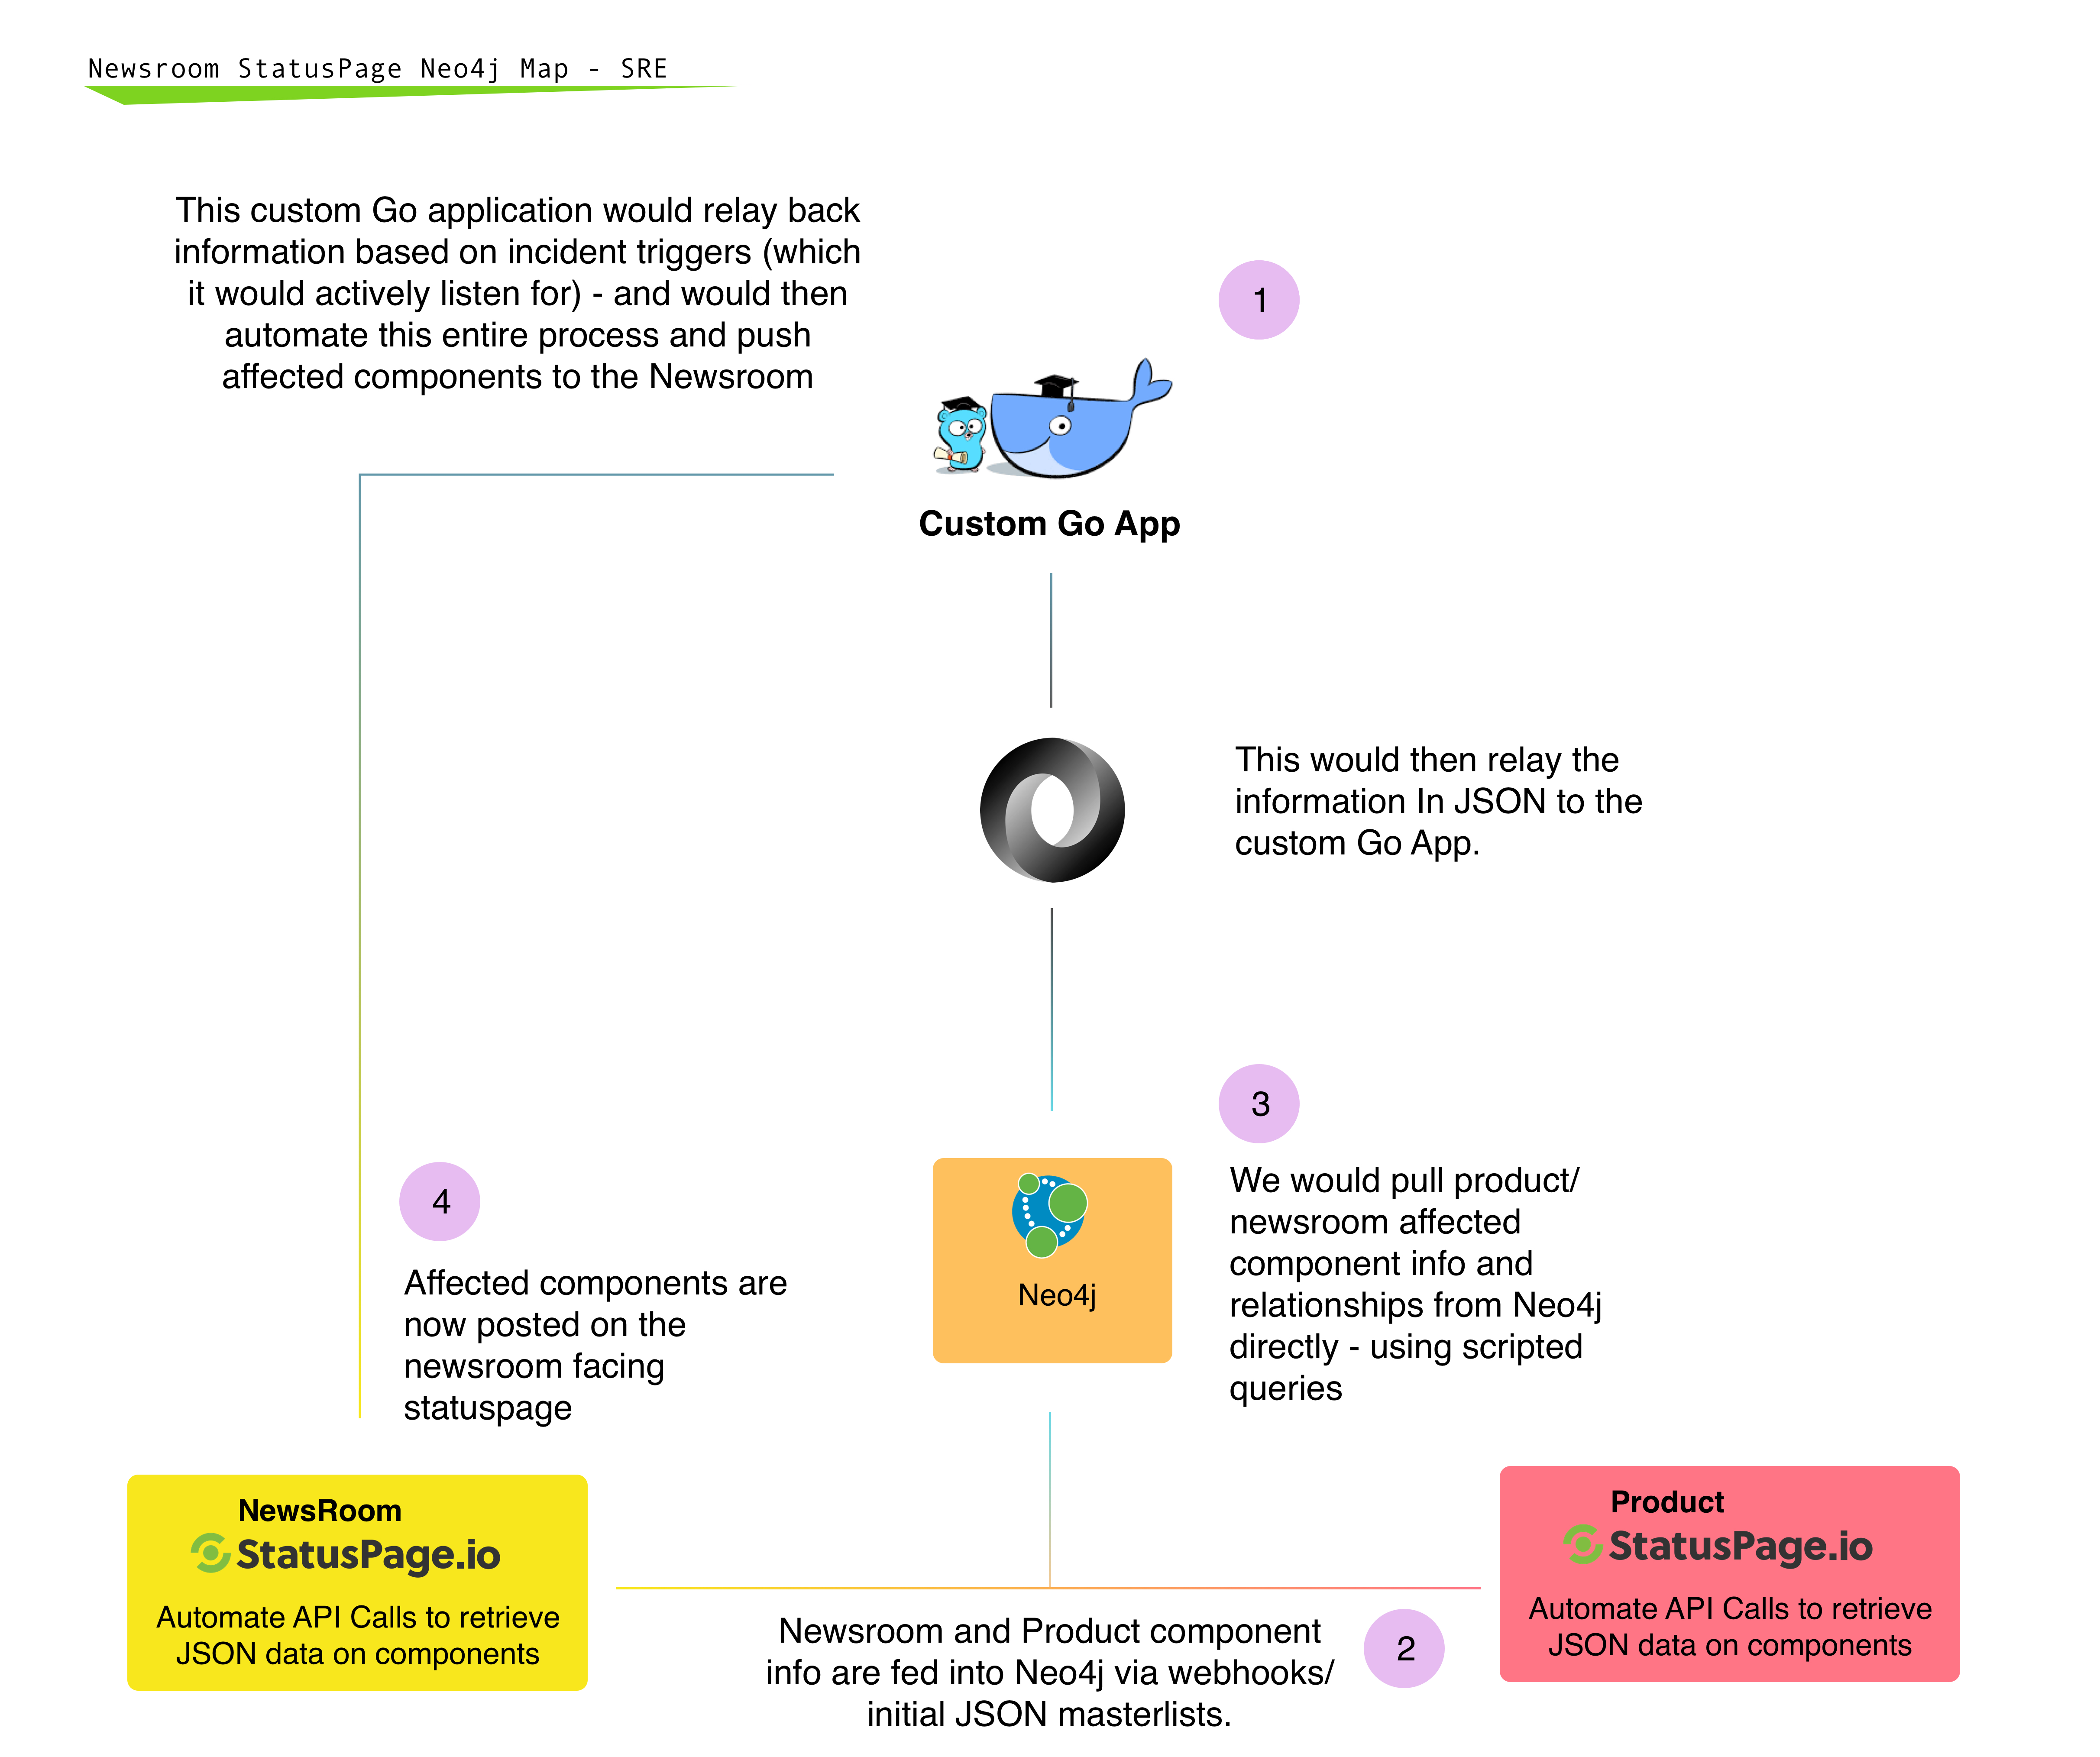 Newsroom StatusPage Neo4j Map - SRE
This custom Go application would relay back
information based on incident triggers (which
it would actively listen for) - and would then
automate this entire process and push
affected components to the Newsroom
1
Custom Go App
This would then relay the
information In JSON to the
custom Go App.
3
We would pull product/
newsroom affected
component info and
relationships from Neo4j
directly - using scripted
queries
Neo4j
4
Affected components are
now posted on the
newsroom facing
statuspage
NewsRoom
StatusPage.io
Automate API Calls to retrieve
JSON data on components
Product
StatusPage.io
Automate API Calls to retrieve
JSON data on components
Newsroom and Product component
info are fed into Neo4j via webhooks/
initial JSON masterlists.
2